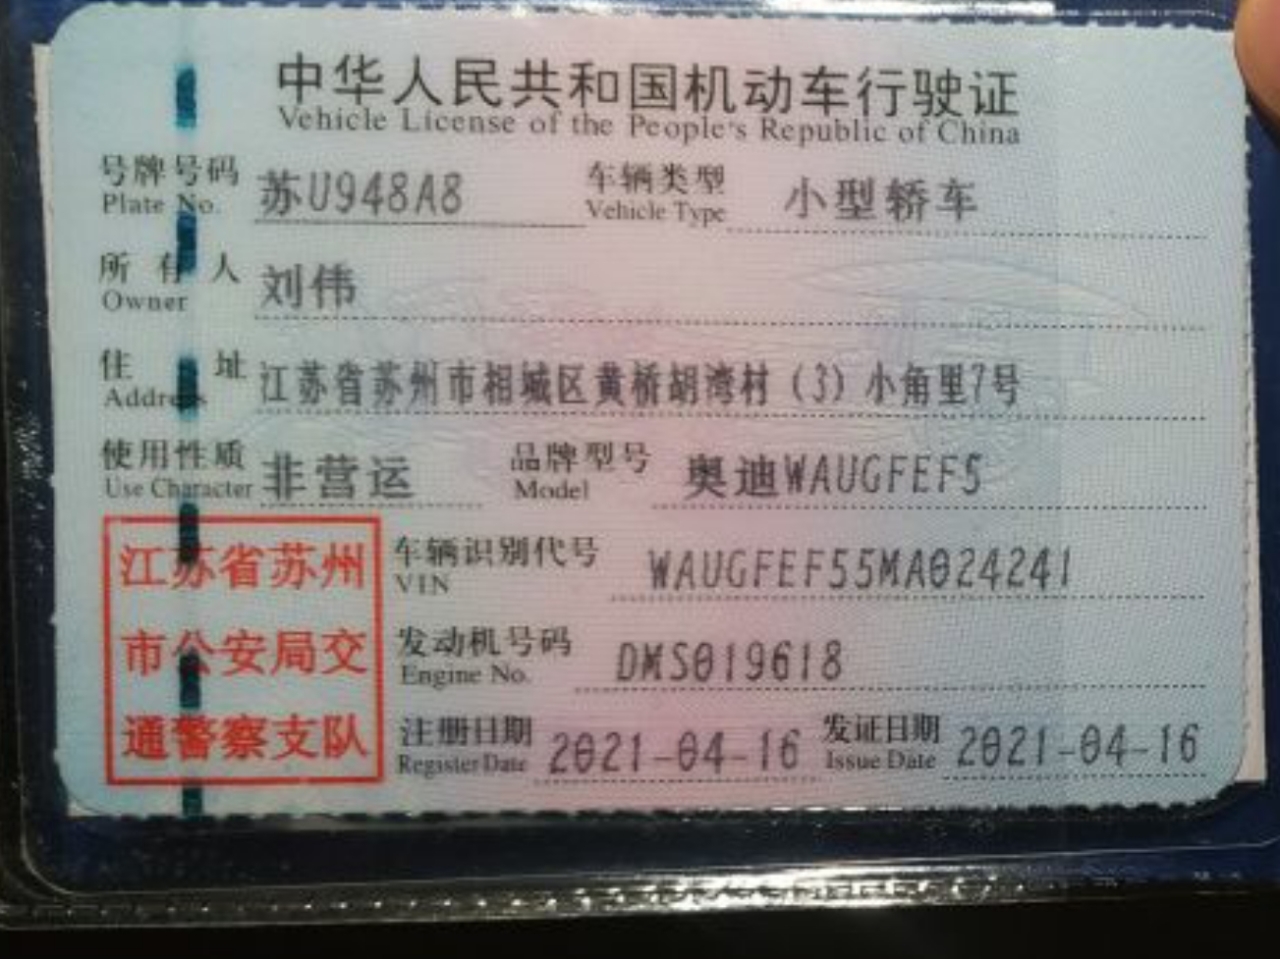 中华人民共和国机动车行驶证
Vehicle License of the People's Republic of China
号牌号码 苏U948A8 车辆类型 小型轿车
Plate No. Vehicle Type
所有人 刘伟
Owner
住址 江苏省苏州市相城区黄桥胡湾村(3)小角里7号
Address
使用性质 非营运 品牌型号 奥迪WAUGFEF5
Use Character Model
江苏省苏州
市公安局交
通警察支队
车辆识别代号 WAUGFEF55MA024241
VIN
发动机号码 DMS019618
Engine No.
注册日期 2021-04-16 发证日期 2021-04-16
Register Date Issue Date